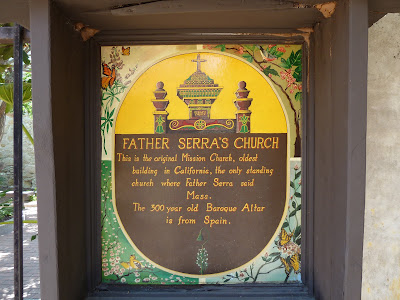 FATHER SERRA'S CHURCH
This is the original Mission Church, oldest
building in California, the only standing
church where Father Serra said
Mass.
The 300 year old Baroque Altar
is from Spain.